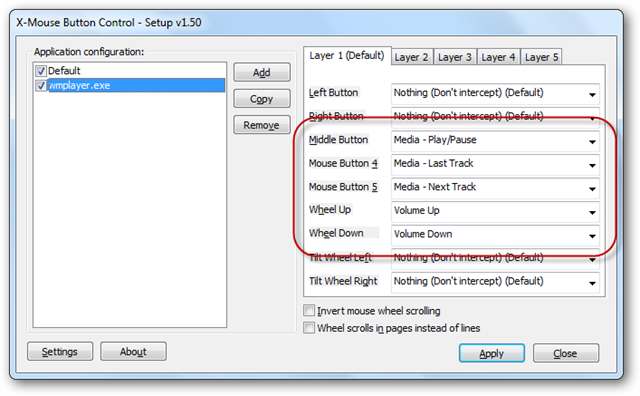 X-Mouse Button Control - Setup v1.50
Application configuration:
Default
wmplayer.exe
Add
Copy
Remove
Layer 1 (Default) Layer 2 Layer 3 Layer 4 Layer 5
Left Button Nothing (Don't intercept) (Default)
Right Button Nothing (Don't intercept) (Default)
Middle Button Media - Play/Pause
Mouse Button 4 Media - Last Track
Mouse Button 5 Media - Next Track
Wheel Up Volume Up
Wheel Down Volume Down
Tilt Wheel Left Nothing (Don't intercept) (Default)
Tilt Wheel Right Nothing (Don't intercept) (Default)
Invert mouse wheel scrolling
Wheel scrolls in pages instead of lines
Settings About Apply Close